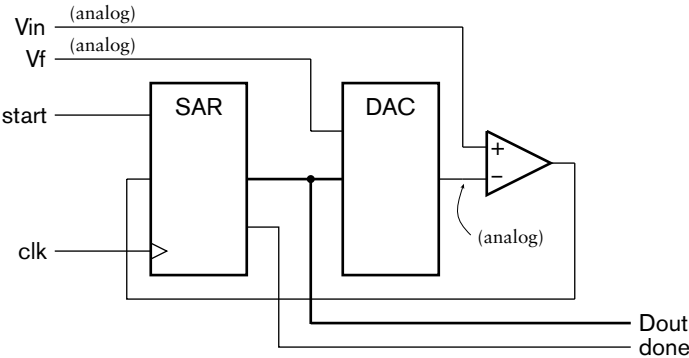 (analog)
Vin
(analog)
Vf
SAR
DAC
start
+
−
(analog)
clk
Dout
done